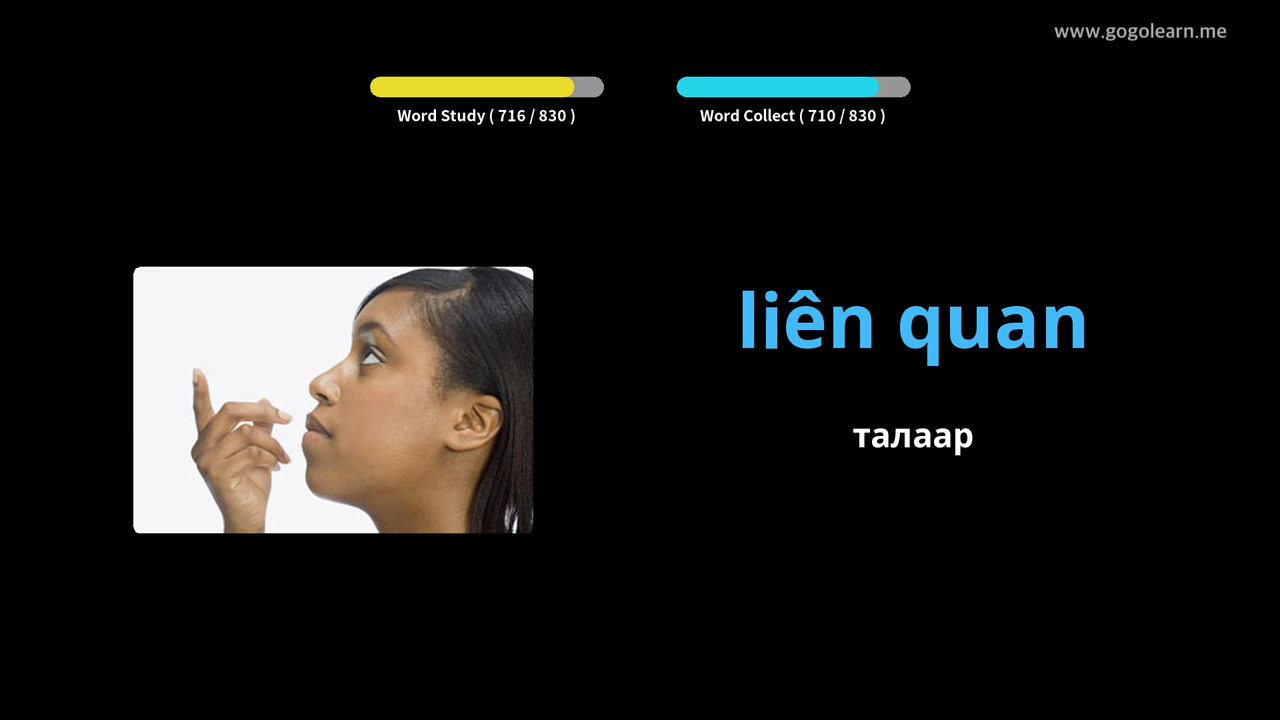 www.gogolearn.me
Word Study ( 716 / 830 )
Word Collect ( 710 / 830 )
liên quan
талаар